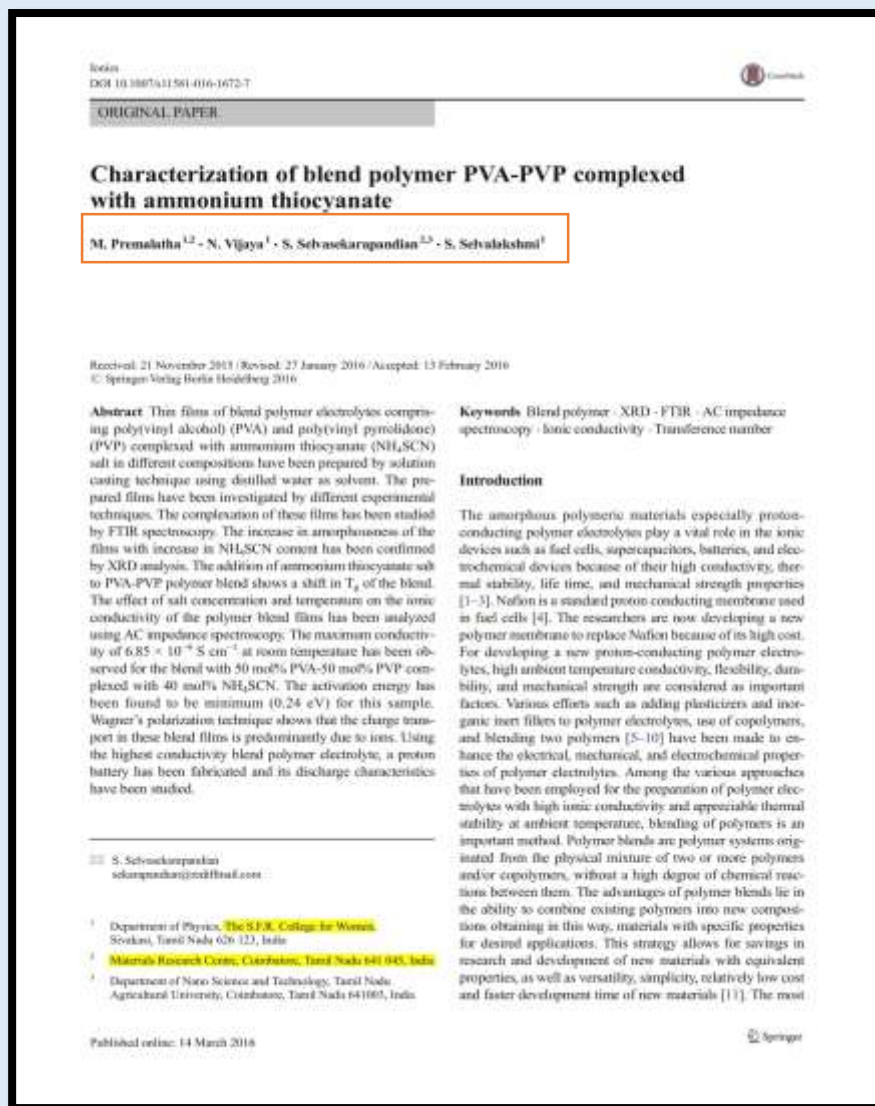 Ionics
DOI 10.1007/s11581-016-1672-7
CrossMark
ORIGINAL PAPER
Characterization of blend polymer PVA-PVP complexed
with ammonium thiocyanate
M. Premalatha 1,2 · N. Vijaya 1 · S. Selvasekarapandian 2,3 · S. Selvalakshmi 1
Received: 21 November 2015 / Revised: 27 January 2016 / Accepted: 13 February 2016
© Springer-Verlag Berlin Heidelberg 2016
Abstract Thin films of blend polymer electrolytes compris-
ing poly(vinyl alcohol) (PVA) and poly(vinyl pyrrolidone)
(PVP) complexed with ammonium thiocyanate (NH₄SCN)
salt in different compositions have been prepared by solution
casting technique using distilled water as solvent. The pre-
pared films have been investigated by different experimental
techniques. The complexation of these films has been studied
by FTIR spectroscopy. The increase in amorphousness of the
films with increase in NH₄SCN content has been confirmed
by XRD analysis. The addition of ammonium thiocyanate salt
to PVA-PVP polymer blend shows a shift in Tg of the blend.
The effect of salt concentration and temperature on the ionic
conductivity of the polymer blend films has been analyzed
using AC impedance spectroscopy. The maximum conductiv-
ity of 6.85 × 10⁻⁴ S cm⁻¹ at room temperature has been ob-
served for the blend with 50 mol% PVA-50 mol% PVP com-
plexed with 40 mol% NH₄SCN. The activation energy has
been found to be minimum (0.24 eV) for this sample.
Wagner's polarization technique shows that the charge trans-
port in these blend films is predominantly due to ions. Using
the highest conductivity blend polymer electrolyte, a proton
battery has been fabricated and its discharge characteristics
have been studied.
S. Selvasekarapandian
sekarapandian@rediffmail.com
1 Department of Physics, The S.F.R. College for Women,
Sivakasi, Tamil Nadu 626 123, India
2 Materials Research Centre, Coimbatore, Tamil Nadu 641 045, India
3 Department of Nano Science and Technology, Tamil Nadu
Agricultural University, Coimbatore, Tamil Nadu 641003, India
Keywords Blend polymer · XRD · FTIR · AC impedance
spectroscopy · Ionic conductivity · Transference number
Introduction
The amorphous polymeric materials especially proton-
conducting polymer electrolytes play a vital role in the ionic
devices such as fuel cells, supercapacitors, batteries, and elec-
trochemical devices because of their high conductivity, ther-
mal stability, life time, and mechanical strength properties
[1–3]. Nafion is a standard proton conducting membrane used
in fuel cells [4]. The researchers are now developing a new
polymer membrane to replace Nafion because of its high cost.
For developing a new proton-conducting polymer electro-
lytes, high ambient temperature conductivity, flexibility, dura-
bility, and mechanical strength are considered as important
factors. Various efforts such as adding plasticizers and inor-
ganic inert fillers to polymer electrolytes, use of copolymers,
and blending two polymers [5–10] have been made to en-
hance the electrical, mechanical, and electrochemical proper-
ties of polymer electrolytes. Among the various approaches
that have been employed for the preparation of polymer elec-
trolytes with high ionic conductivity and appreciable thermal
stability at ambient temperature, blending of polymers is an
important method. Polymer blends are polymer systems orig-
inated from the physical mixture of two or more polymers
and/or copolymers, without a high degree of chemical reac-
tions between them. The advantages of polymer blends lie in
the ability to combine existing polymers into new composi-
tions obtaining in this way, materials with specific properties
for desired applications. This strategy allows for savings in
research and development of new materials with equivalent
properties, as well as versatility, simplicity, relatively low cost
and faster development time of new materials [11]. The most
Published online: 14 March 2016
Springer